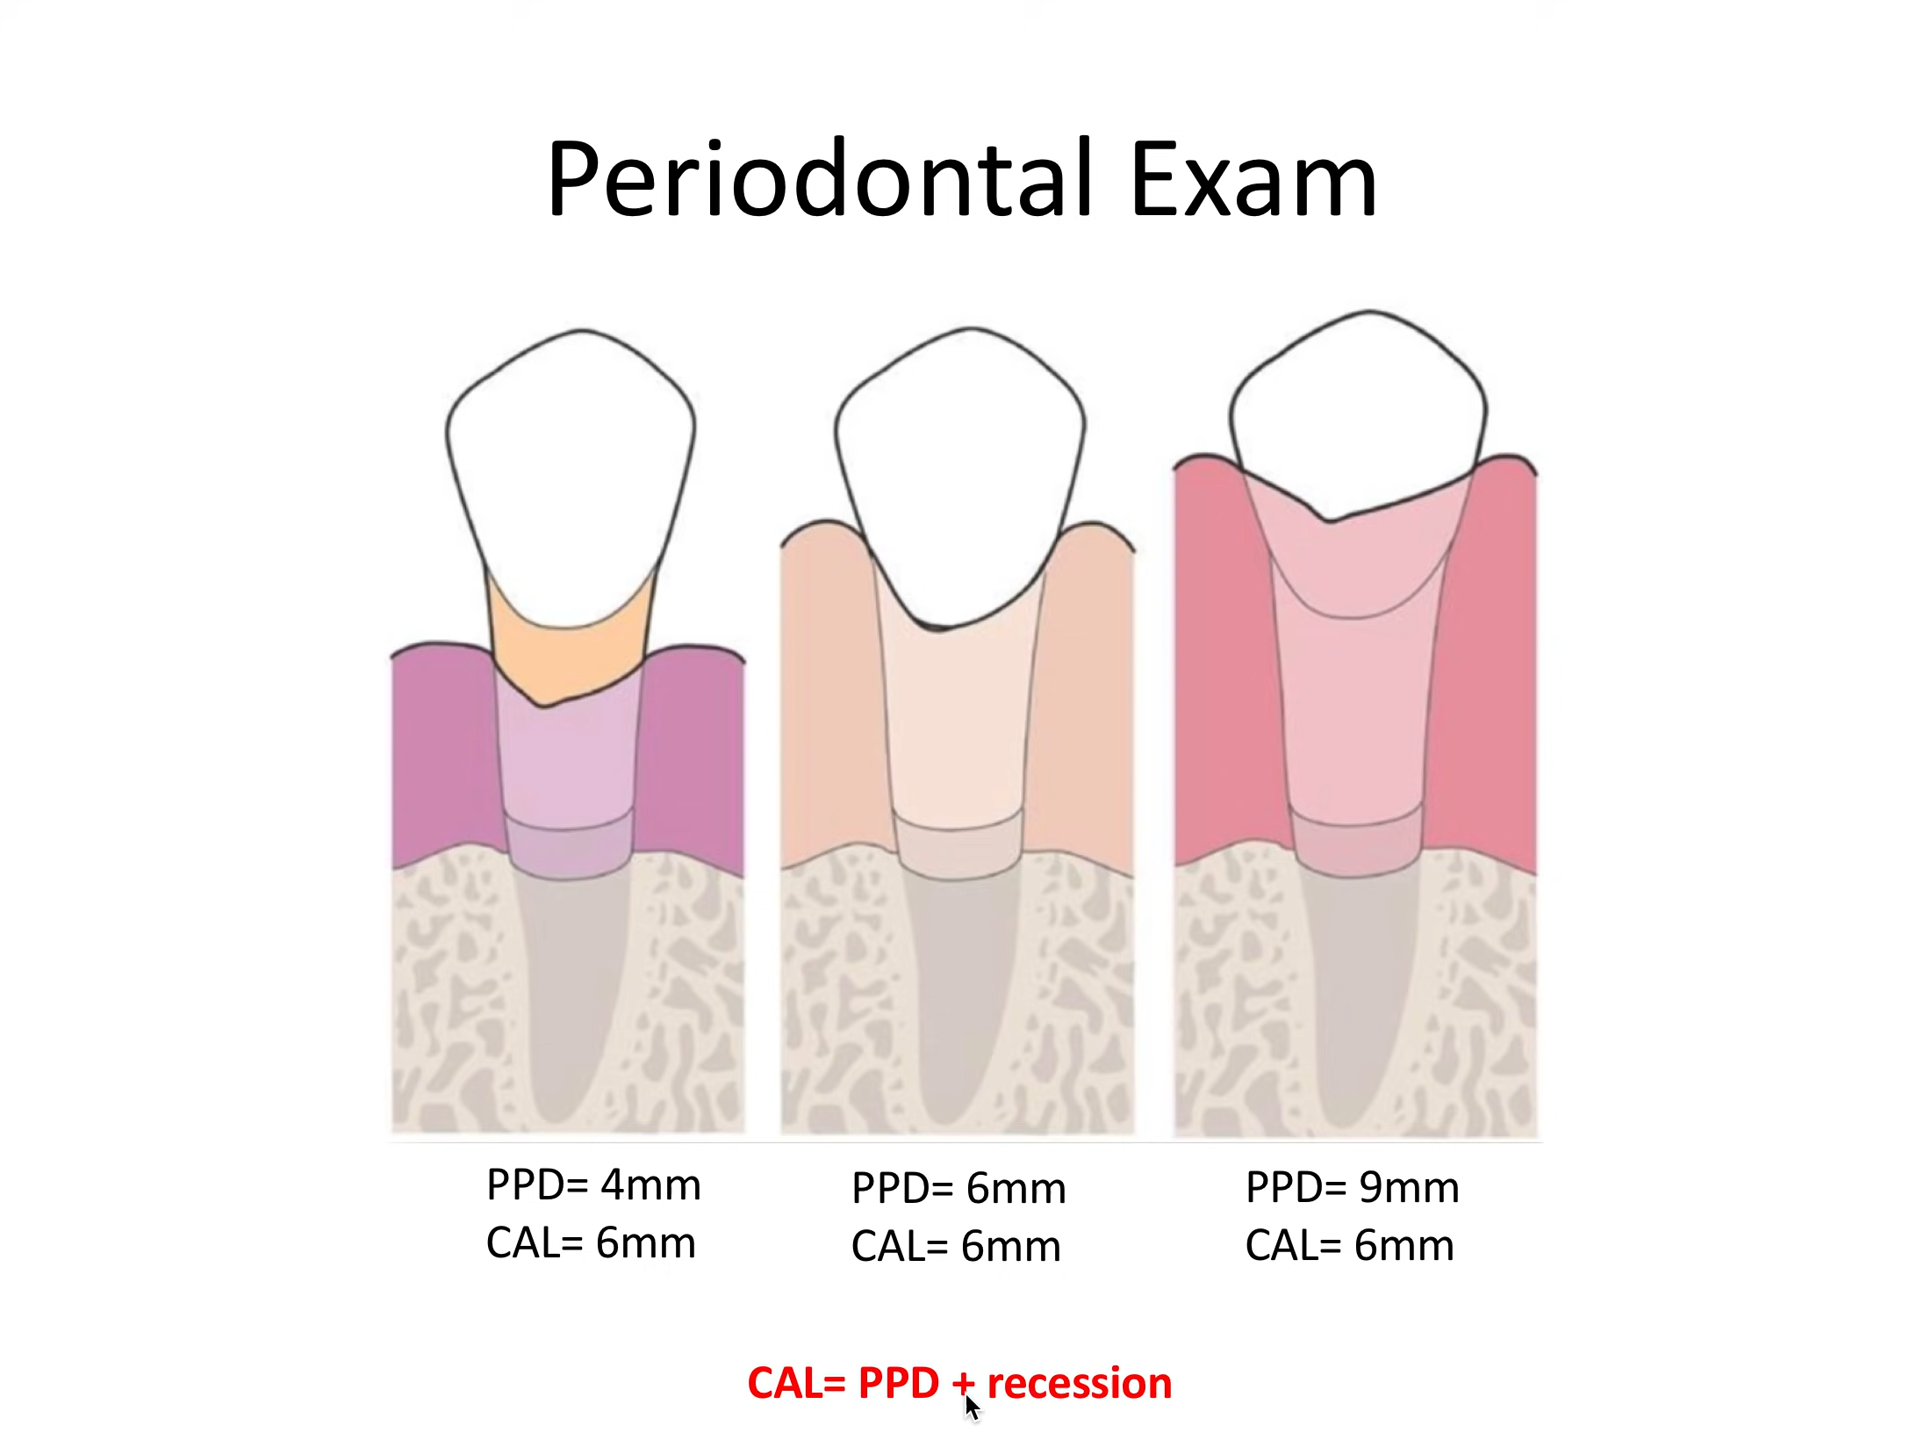 Periodontal Exam
PPD= 4mm
CAL= 6mm
PPD= 6mm
CAL= 6mm
PPD= 9mm
CAL= 6mm
CAL= PPD + recession